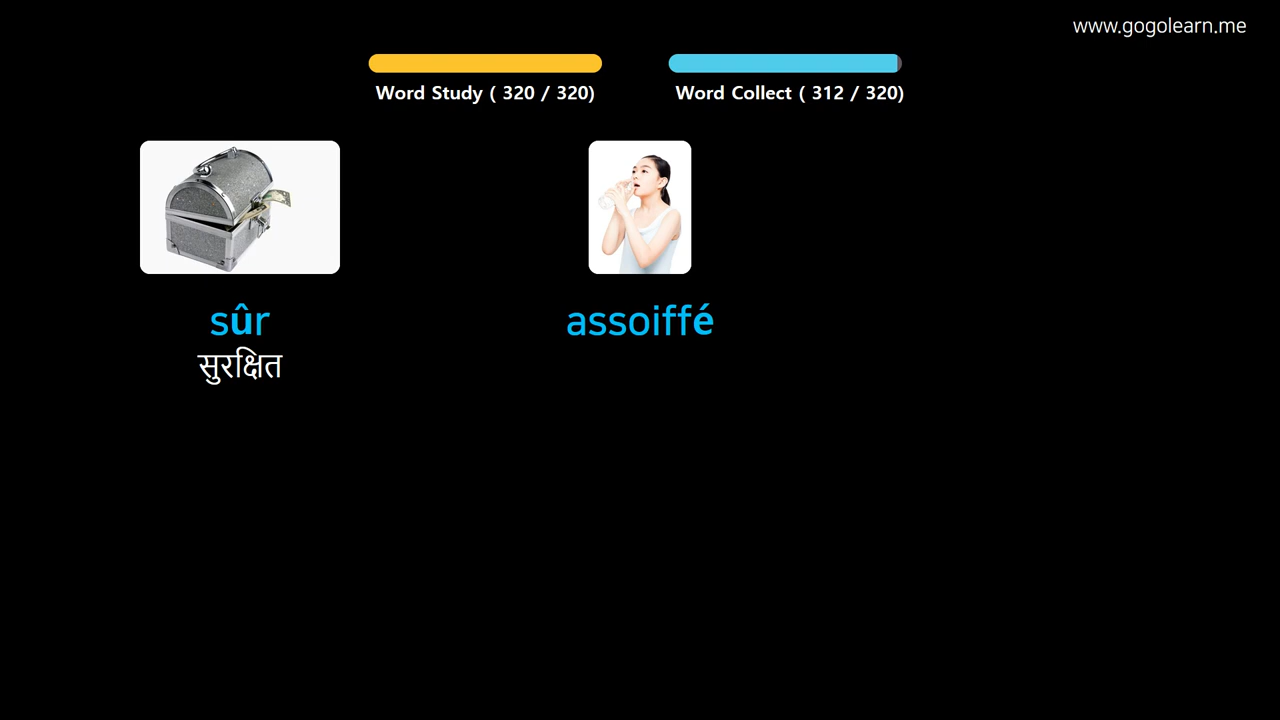 www.gogolearn.me
Word Study ( 320 / 320)
Word Collect ( 312 / 320)
sûr
सुरक्षित
assoiffé